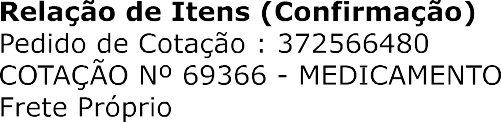 Relação de Itens (Confirmação)
Pedido de Cotação : 372566480
COTAÇÃO Nº 69366 - MEDICAMENTO
Frete Próprio